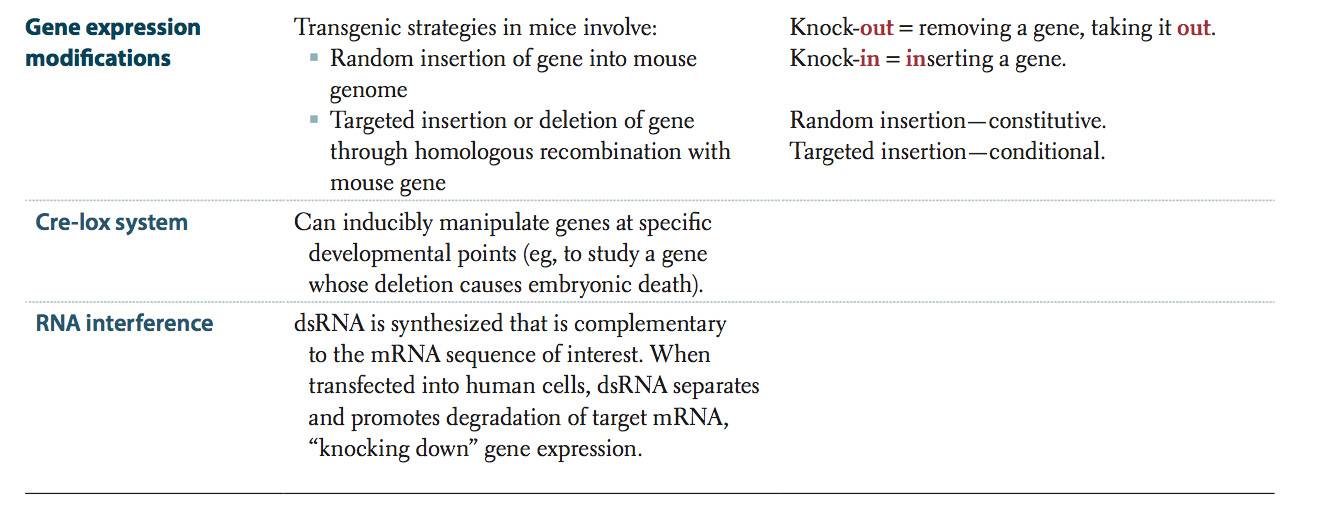 Gene expression modifications
Transgenic strategies in mice involve:
▪ Random insertion of gene into mouse
genome
▪ Targeted insertion or deletion of gene
through homologous recombination with
mouse gene
Knock-out = removing a gene, taking it out.
Knock-in = inserting a gene.
Random insertion—constitutive.
Targeted insertion—conditional.
Cre-lox system
Can inducibly manipulate genes at specific
developmental points (eg, to study a gene
whose deletion causes embryonic death).
RNA interference
dsRNA is synthesized that is complementary
to the mRNA sequence of interest. When
transfected into human cells, dsRNA separates
and promotes degradation of target mRNA,
“knocking down” gene expression.